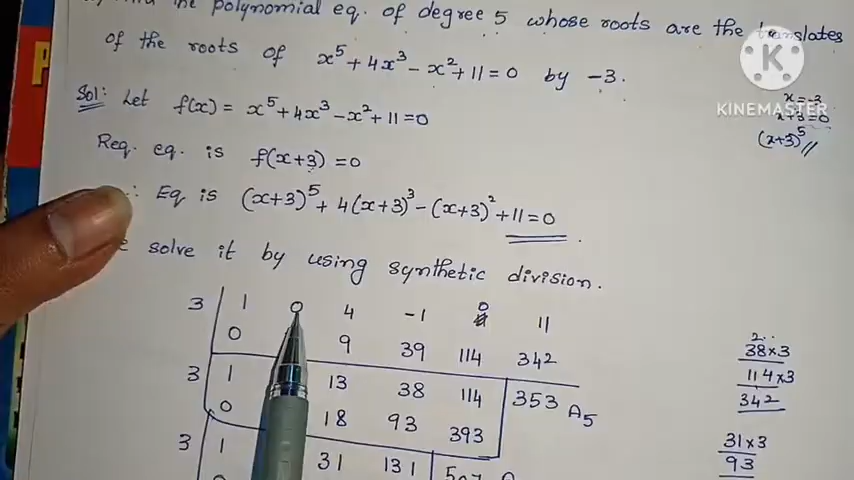 the polynomial eq. of degree 5 whose roots are the translates
of the roots of x⁵+4x³-x²+11=0 by -3.
K
KINEMASTER
x=-3
x+3=0
(x+3)⁵//
Sol: Let f(x) = x⁵+4x³-x²+11=0
Req. eq. is f(x+3)=0
∴ Eq is (x+3)⁵+4(x+3)³-(x+3)²+11=0
solve it by using synthetic division.
3 1 0 4 -1 0 11
0 9 39 114 342
3 1 13 38 114 353 A₅
0 18 93 393
3 1 31 131
38×3
114×3
342
31×3
93